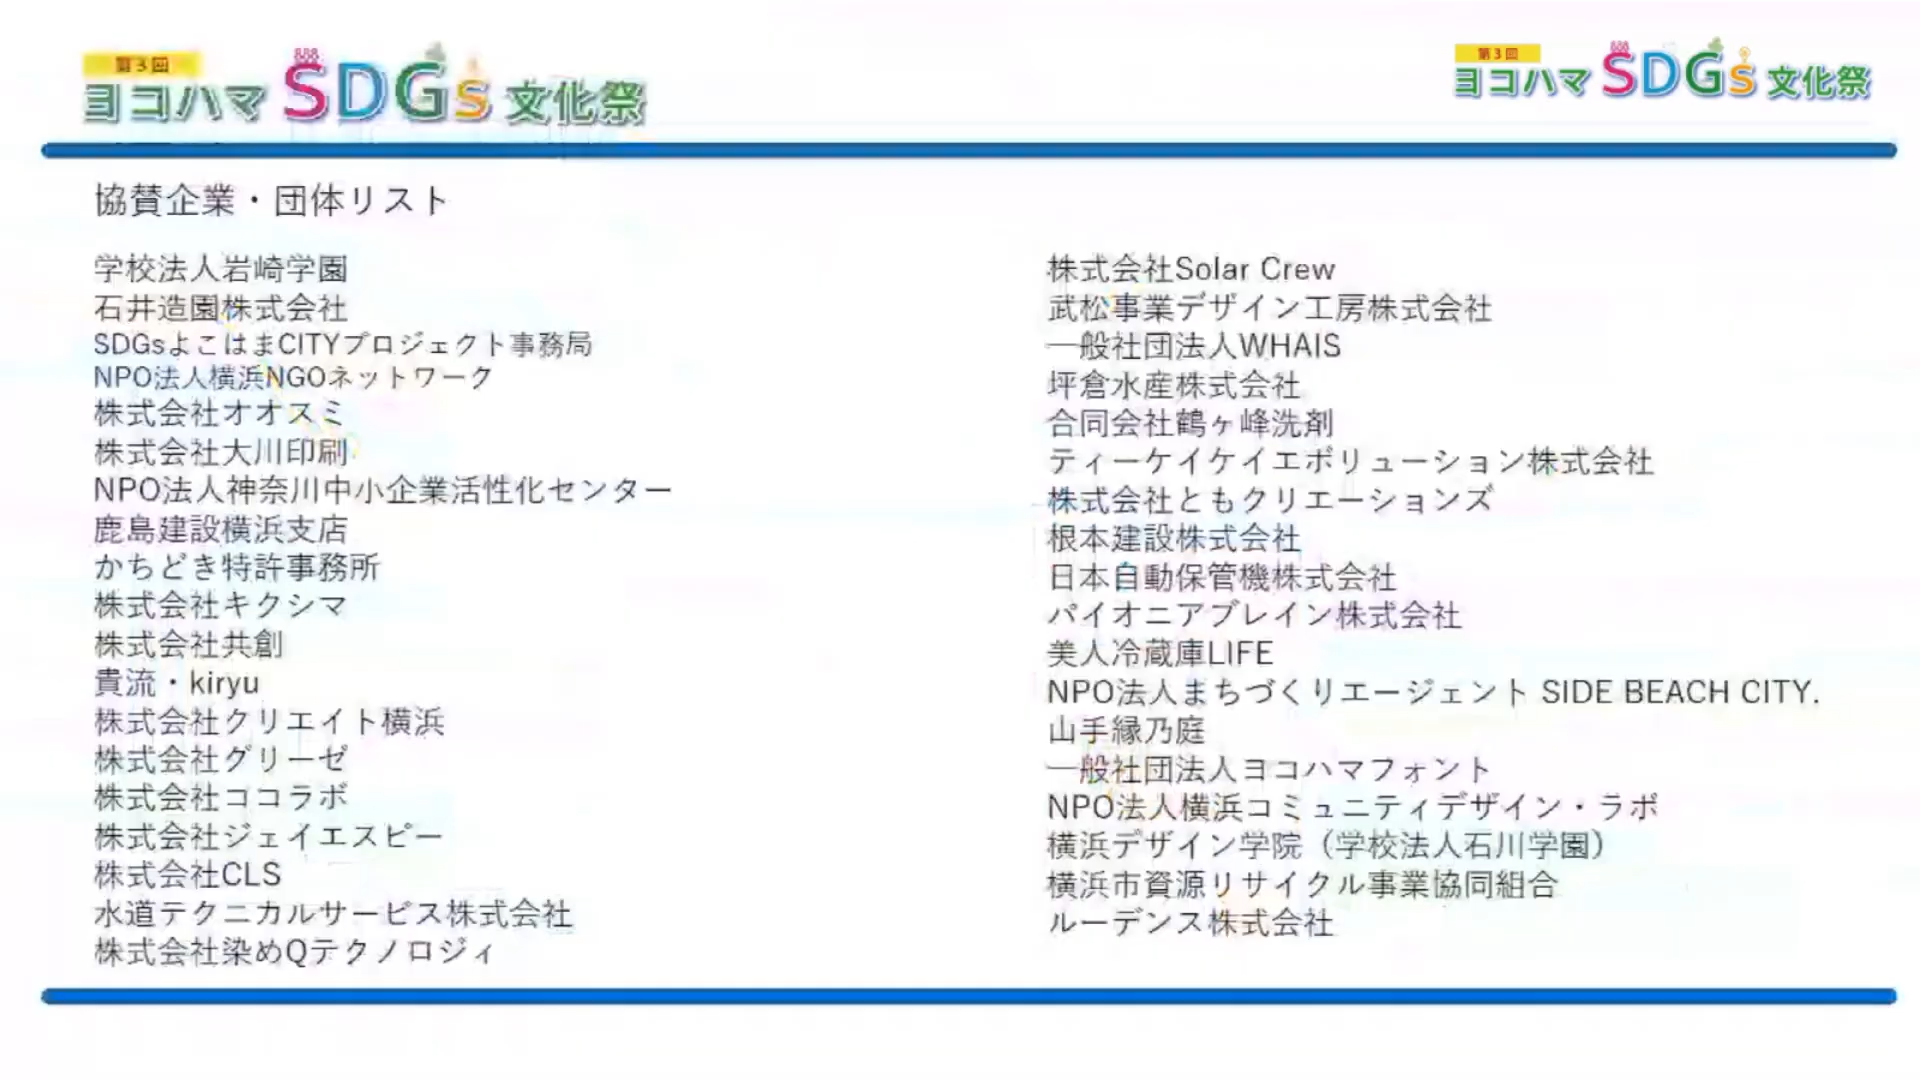 第3回
ヨコハマ SDGs 文化祭
第3回
ヨコハマ SDGs 文化祭
協賛企業・団体リスト
学校法人岩崎学園
石井造園株式会社
SDGsよこはまCITYプロジェクト事務局
NPO法人横浜NGOネットワーク
株式会社オオスミ
株式会社大川印刷
NPO法人神奈川中小企業活性化センター
鹿島建設横浜支店
かちどき特許事務所
株式会社キクシマ
株式会社共創
貴流・kiryu
株式会社クリエイト横浜
株式会社グリーゼ
株式会社ココラボ
株式会社ジェイエスピー
株式会社CLS
水道テクニカルサービス株式会社
株式会社染めQテクノロジィ
株式会社Solar Crew
武松事業デザイン工房株式会社
一般社団法人WHAIS
坪倉水産株式会社
合同会社鶴ヶ峰洗剤
ティーケイケイエボリューション株式会社
株式会社ともクリエーションズ
根本建設株式会社
日本自動保管機株式会社
パイオニアブレイン株式会社
美人冷蔵庫LIFE
NPO法人まちづくりエージェント SIDE BEACH CITY.
山手縁乃庭
一般社団法人ヨコハマフォント
NPO法人横浜コミュニティデザイン・ラボ
横浜デザイン学院（学校法人石川学園）
横浜市資源リサイクル事業協同組合
ルーデンス株式会社